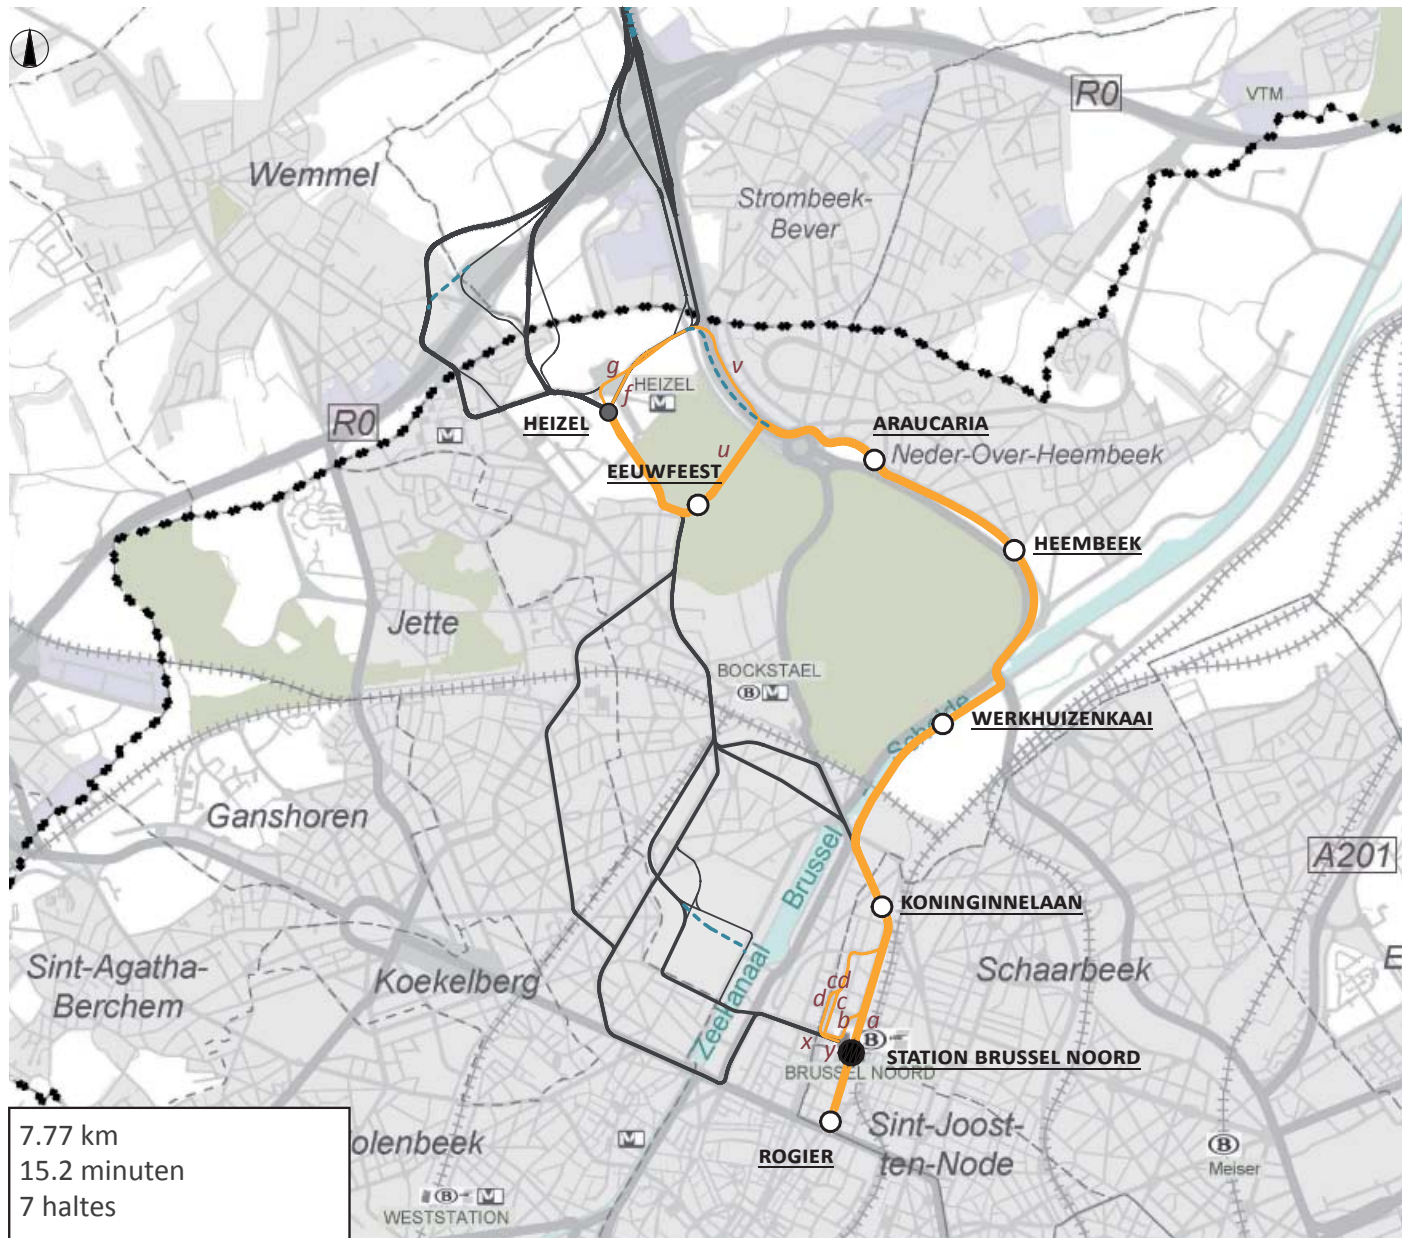 R0
VTM
Wemmel
Strombeek-
Bever
g
v
f
HEIZEL
M
HEIZEL
R0
M
ARAUCARIA
u
Neder-Over-Heembeek
EEUWFEEST
HEEMBEEK
Jette
BOCKSTAEL
B M
WERKHUIZENKAAI
Schelde
Ganshoren
Brussel
A201
KONINGINNELAAN
Sint-Agatha-
Berchem
Koekelberg
Schaarbeek
E
cd
d
c
b
a
Zeekanaal
x
y
B
STATION BRUSSEL NOORD
BRUSSEL NOORD
7.77 km
15.2 minuten
7 haltes
olenbeek
M
Sint-Joost-
ten-Node
ROGIER
B
Meiser
B M
WESTSTATION